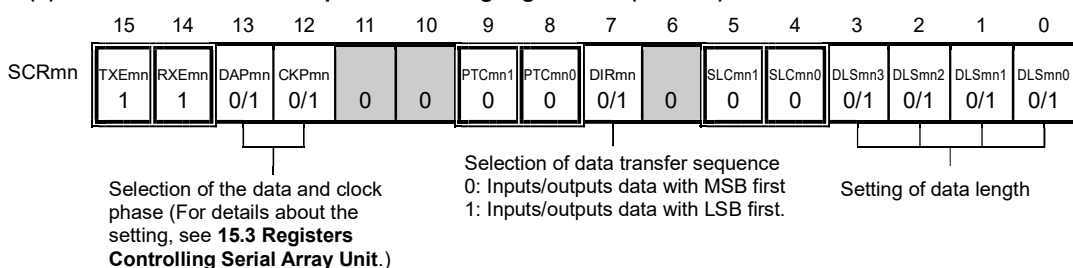 15 14 13 12 11 10 9 8 7 6 5 4 3 2 1 0
SCRmn TXEmn RXEmn DAPmn CKPmn PTCmn1 PTCmn0 DIRmn SLCmn1 SLCmn0 DLSmn3 DLSmn2 DLSmn1 DLSmn0
1 1 0/1 0/1 0 0 0 0 0/1 0 0 0 0/1 0/1 0/1 0/1
Selection of the data and clock
phase (For details about the
setting, see 15.3 Registers
Controlling Serial Array Unit.)
Selection of data transfer sequence
0: Inputs/outputs data with MSB first
1: Inputs/outputs data with LSB first.
Setting of data length